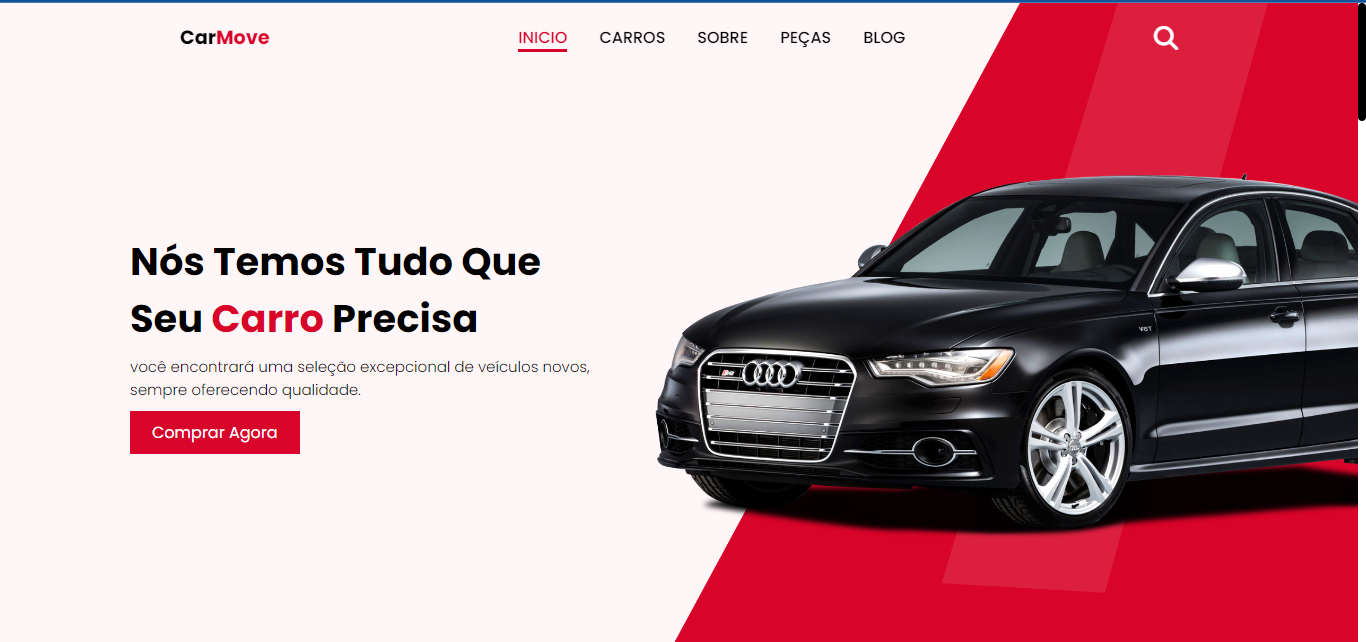 CarMove
INICIO
CARROS
SOBRE
PEÇAS
BLOG
Nós Temos Tudo Que
Seu Carro Precisa
você encontrará uma seleção excepcional de veículos novos,
sempre oferecendo qualidade.
Comprar Agora